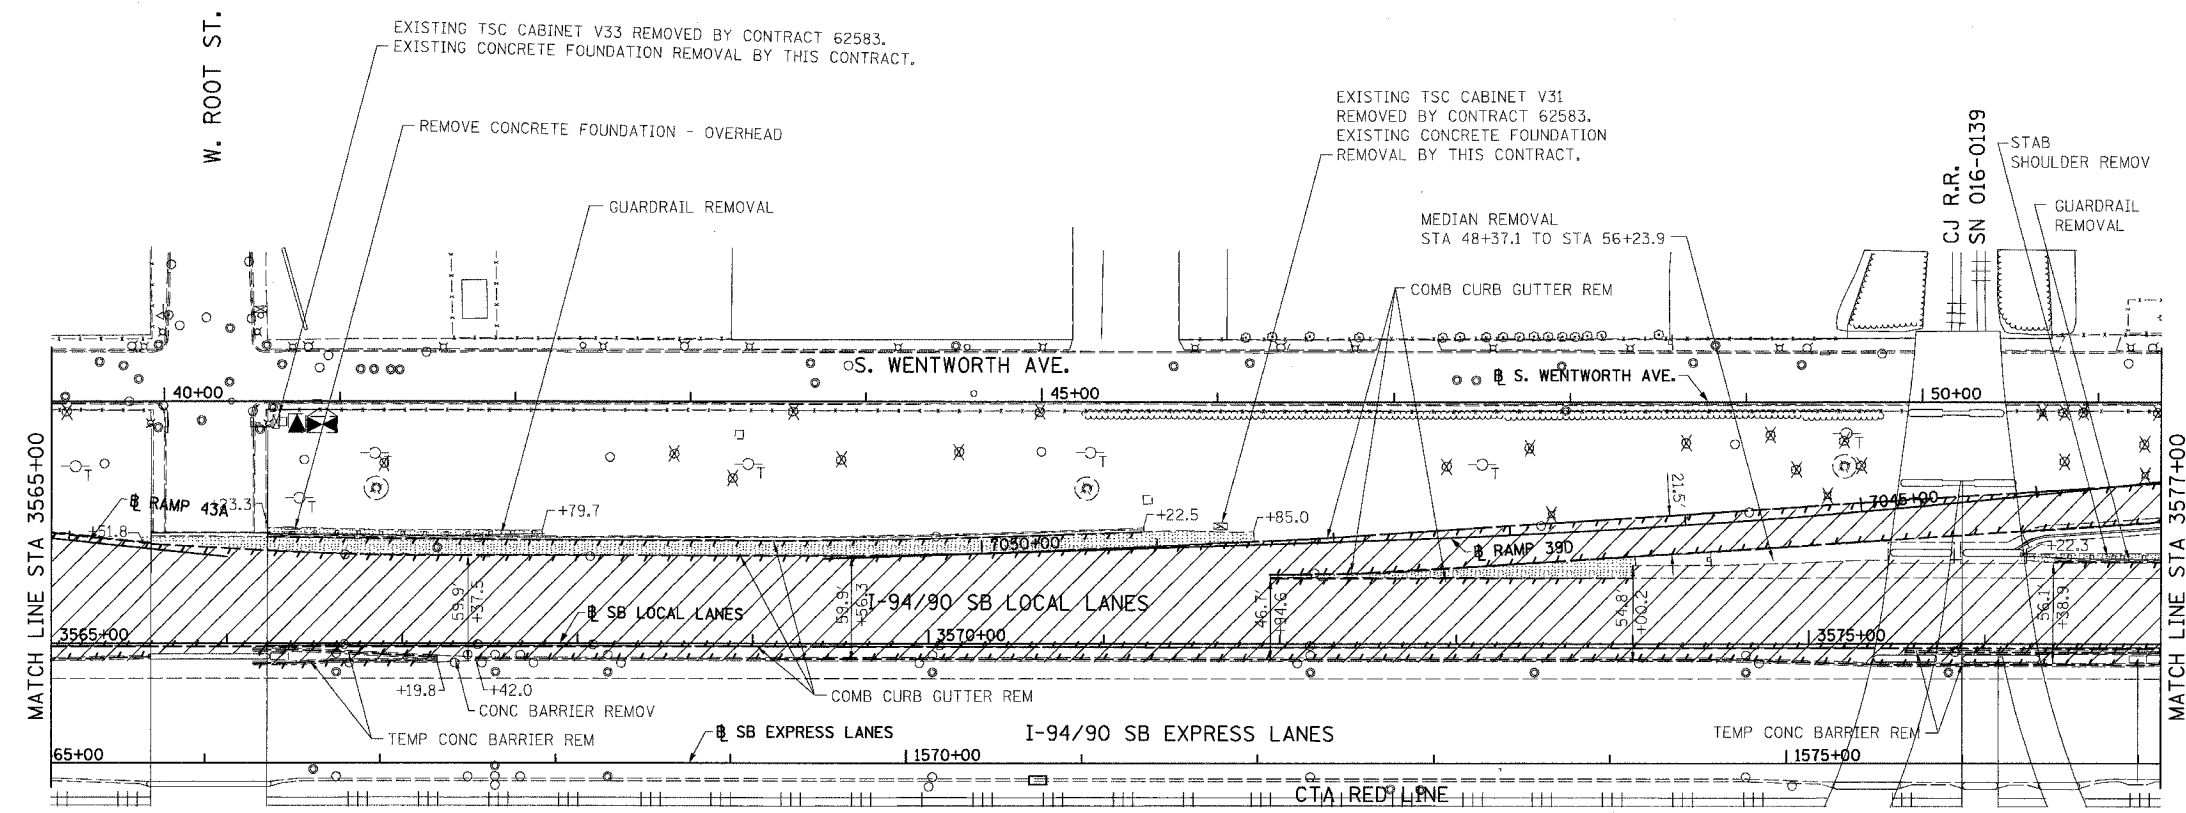 W. ROOT ST.
EXISTING TSC CABINET V33 REMOVED BY CONTRACT 62583.
EXISTING CONCRETE FOUNDATION REMOVAL BY THIS CONTRACT.
REMOVE CONCRETE FOUNDATION - OVERHEAD
GUARDRAIL REMOVAL
EXISTING TSC CABINET V31
REMOVED BY CONTRACT 62583.
EXISTING CONCRETE FOUNDATION
REMOVAL BY THIS CONTRACT.
MEDIAN REMOVAL
STA 48+37.1 TO STA 56+23.9
COMB CURB GUTTER REM
CJ R.R.
SN 016-0139
STAB
SHOULDER REMOV
GUARDRAIL
REMOVAL
S. WENTWORTH AVE.
S. WENTWORTH AVE.
40+00
45+00
50+00
MATCH LINE STA 3565+00
MATCH LINE STA 3577+00
RAMP 43A
+23.3
+51.8
+79.7
+22.5
+85.0
21.5'
7045+00
7050+00
RAMP 39D
+22.3
59.9'
+37.5
59.9'
+56.3
I-94/90 SB LOCAL LANES
46.7'
+94.6
54.8'
+00.2
56.1'
+38.9
SB LOCAL LANES
3565+00
3570+00
3575+00
+19.8
+42.0
CONC BARRIER REMOV
COMB CURB GUTTER REM
TEMP CONC BARRIER REM
SB EXPRESS LANES
I-94/90 SB EXPRESS LANES
TEMP CONC BARRIER REM
65+00
1570+00
1575+00
CTA RED LINE